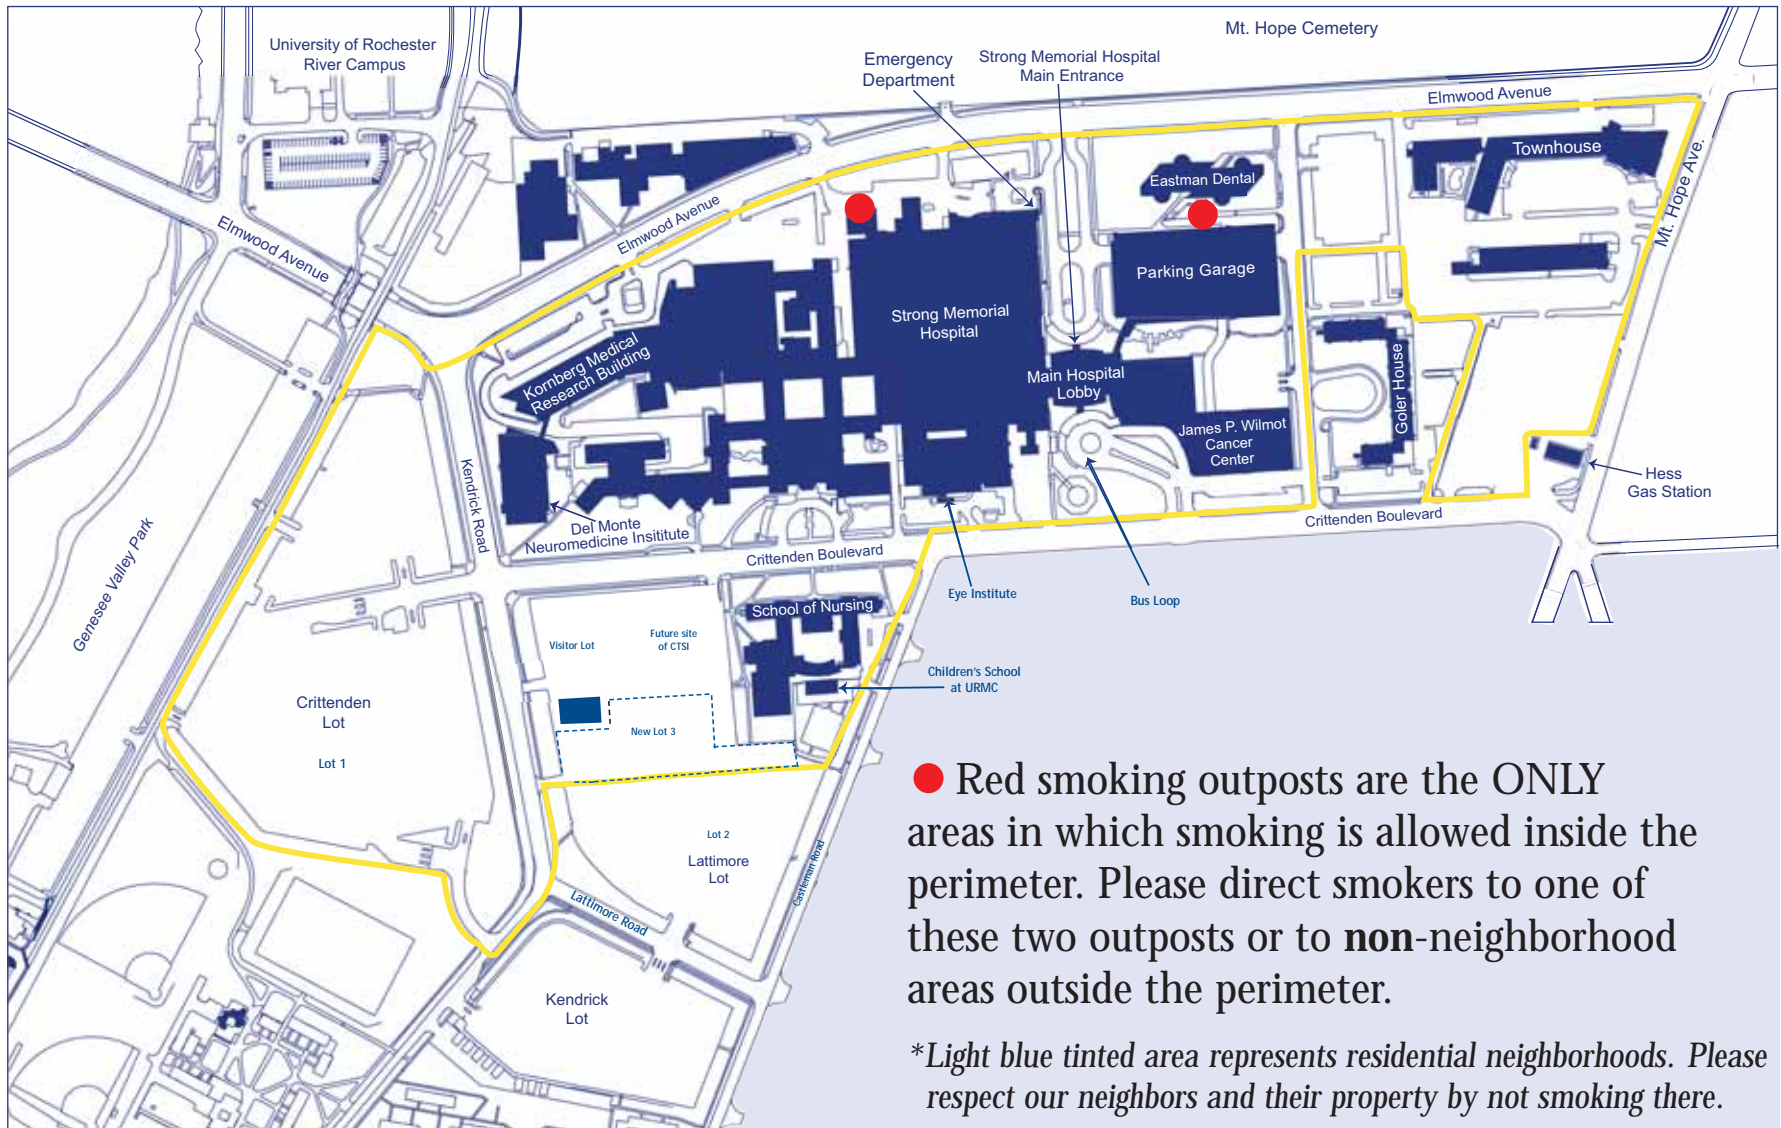 Mt. Hope Cemetery
University of Rochester
River Campus
Emergency
Department
Strong Memorial Hospital
Main Entrance
Elmwood Avenue
Townhouse
Eastman Dental
Mt. Hope Ave.
Elmwood Avenue
Elmwood Avenue
Parking Garage
Strong Memorial
Hospital
Kornberg Medical
Research Building
Main Hospital
Lobby
Goler House
James P. Wilmot
Cancer
Center
Hess
Gas Station
Kendrick Road
Del Monte
Neuromedicine Insititute
Crittenden Boulevard
Crittenden Boulevard
Genesee Valley Park
Eye Institute
Bus Loop
School of Nursing
Visitor Lot
Future site
of CTSI
Children's School
at URMC
Crittenden
Lot
Lot 1
New Lot 3
Lot 2
Lattimore
Lot
Castleman Road
Lattimore Road
Kendrick
Lot
Red smoking outposts are the ONLY
areas in which smoking is allowed inside the
perimeter. Please direct smokers to one of
these two outposts or to non-neighborhood
areas outside the perimeter.
*Light blue tinted area represents residential neighborhoods. Please
respect our neighbors and their property by not smoking there.